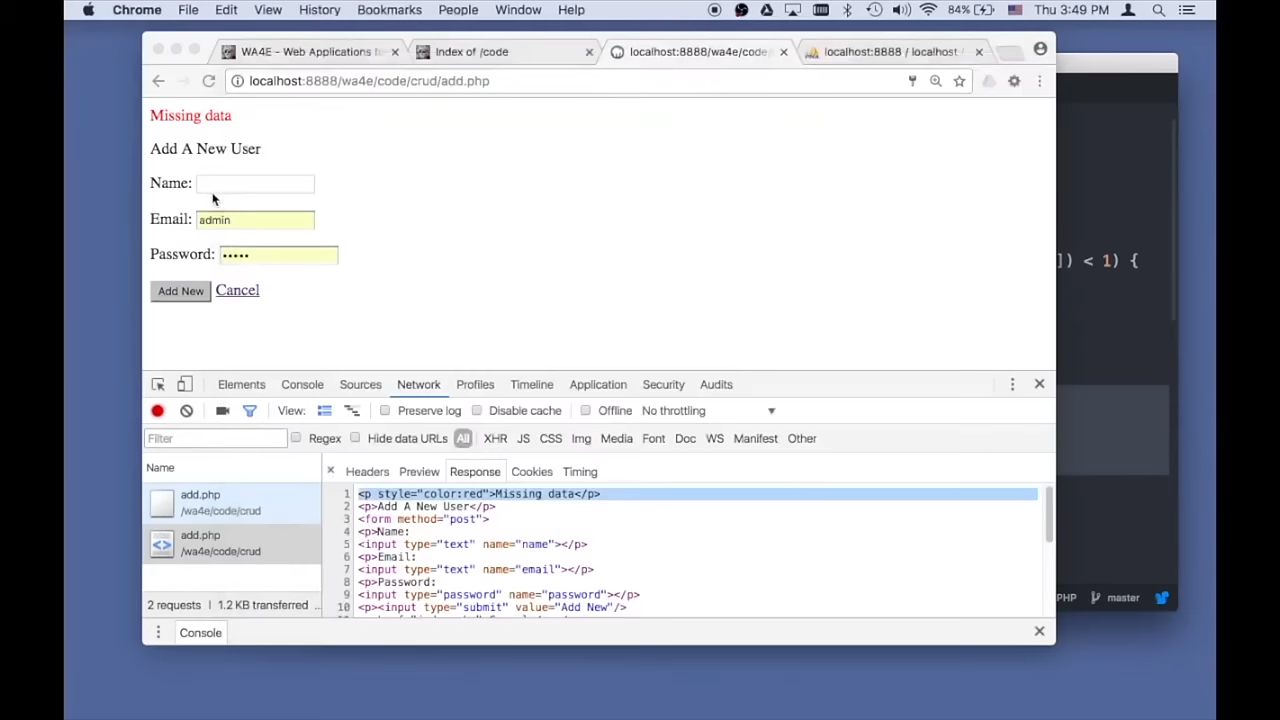 Chrome File Edit View History Bookmarks People Window Help 84% Thu 3:49 PM
WA4E - Web Applications f
Index of /code
localhost:8888/wa4e/code
localhost:8888 / localhost
localhost:8888/wa4e/code/crud/add.php
Missing data
Add A New User
Name:
Email: admin
Password: •••••
Add New Cancel
]) < 1) {
Elements Console Sources Network Profiles Timeline Application Security Audits
View: Preserve log Disable cache Offline No throttling
Filter Regex Hide data URLs All XHR JS CSS Img Media Font Doc WS Manifest Other
Name
Headers Preview Response Cookies Timing
add.php
/wa4e/code/crud
add.php
/wa4e/code/crud
1 <p style="color:red">Missing data</p>
2 <p>Add A New User</p>
3 <form method="post">
4 <p>Name:
5 <input type="text" name="name"></p>
6 <p>Email:
7 <input type="text" name="email"></p>
8 <p>Password:
9 <input type="password" name="password"></p>
10 <p><input type="submit" value="Add New"/>
2 requests | 1.2 KB transferred ...
PHP master
Console